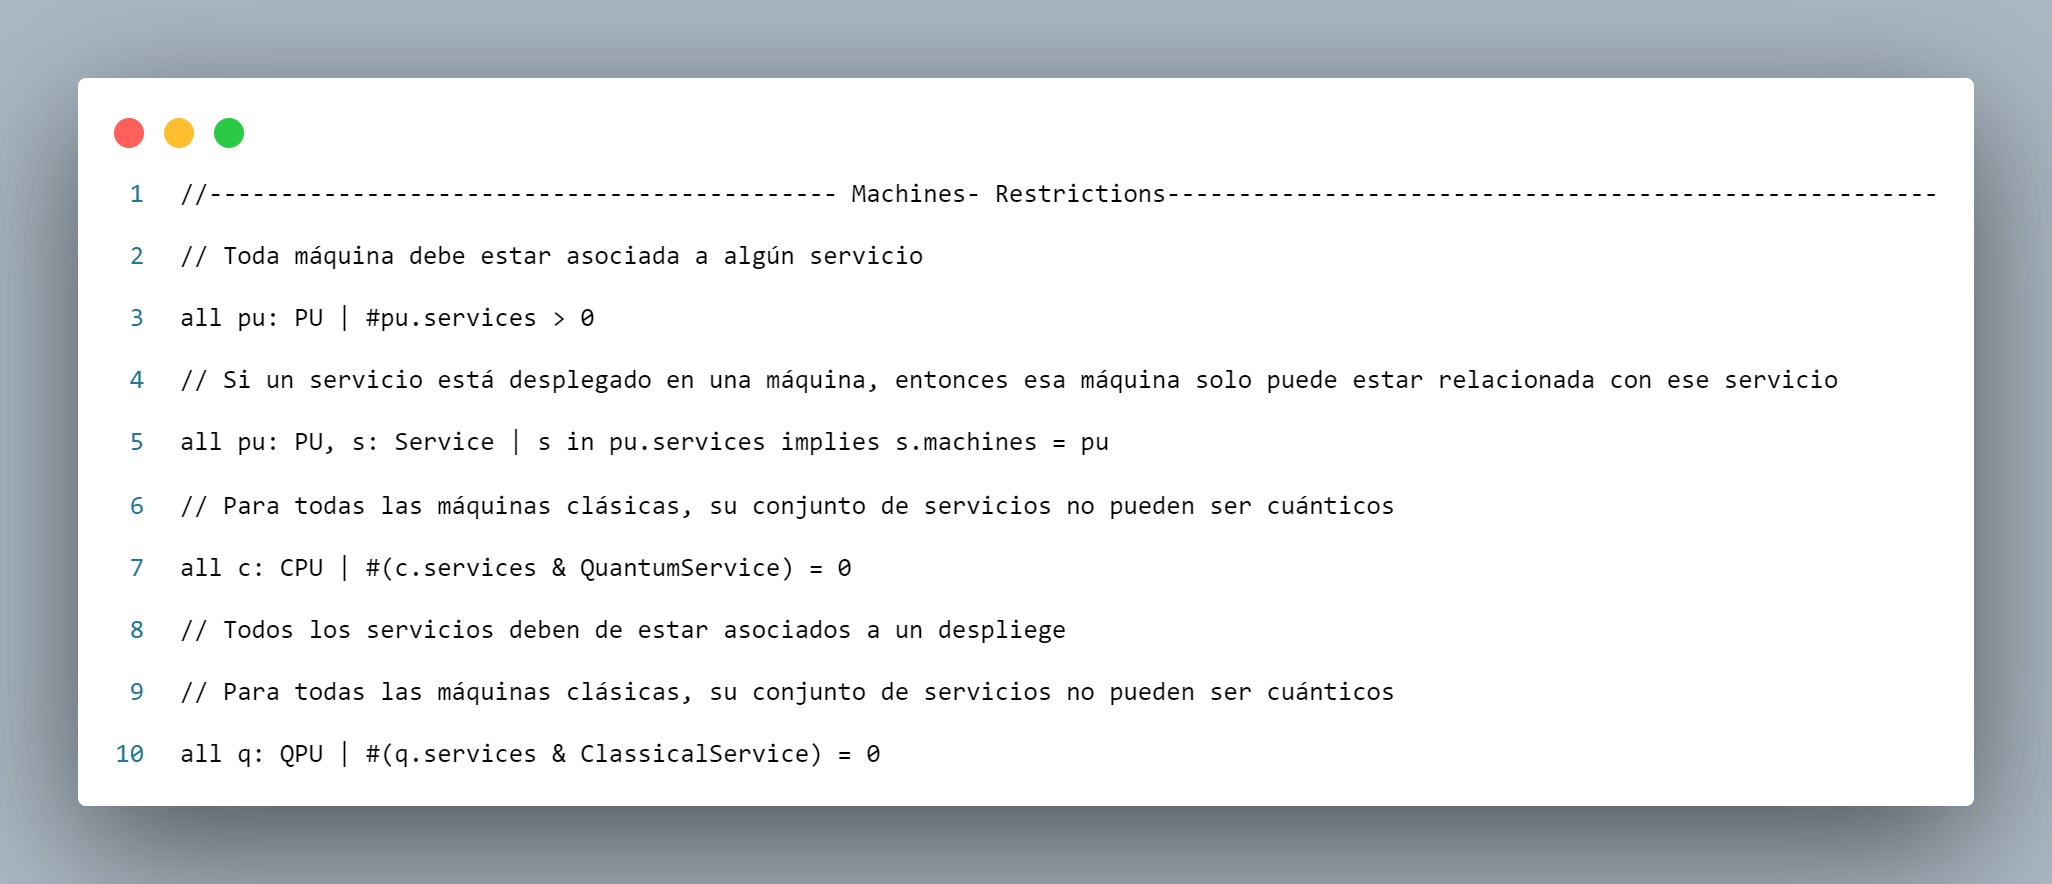 1 //-------------------------------------------- Machines- Restrictions------------------------------------------------------
2 // Toda máquina debe estar asociada a algún servicio
3 all pu: PU | #pu.services > 0
4 // Si un servicio está desplegado en una máquina, entonces esa máquina solo puede estar relacionada con ese servicio
5 all pu: PU, s: Service | s in pu.services implies s.machines = pu
6 // Para todas las máquinas clásicas, su conjunto de servicios no pueden ser cuánticos
7 all c: CPU | #(c.services & QuantumService) = 0
8 // Todos los servicios deben de estar asociados a un despliege
9 // Para todas las máquinas clásicas, su conjunto de servicios no pueden ser cuánticos
10 all q: QPU | #(q.services & ClassicalService) = 0